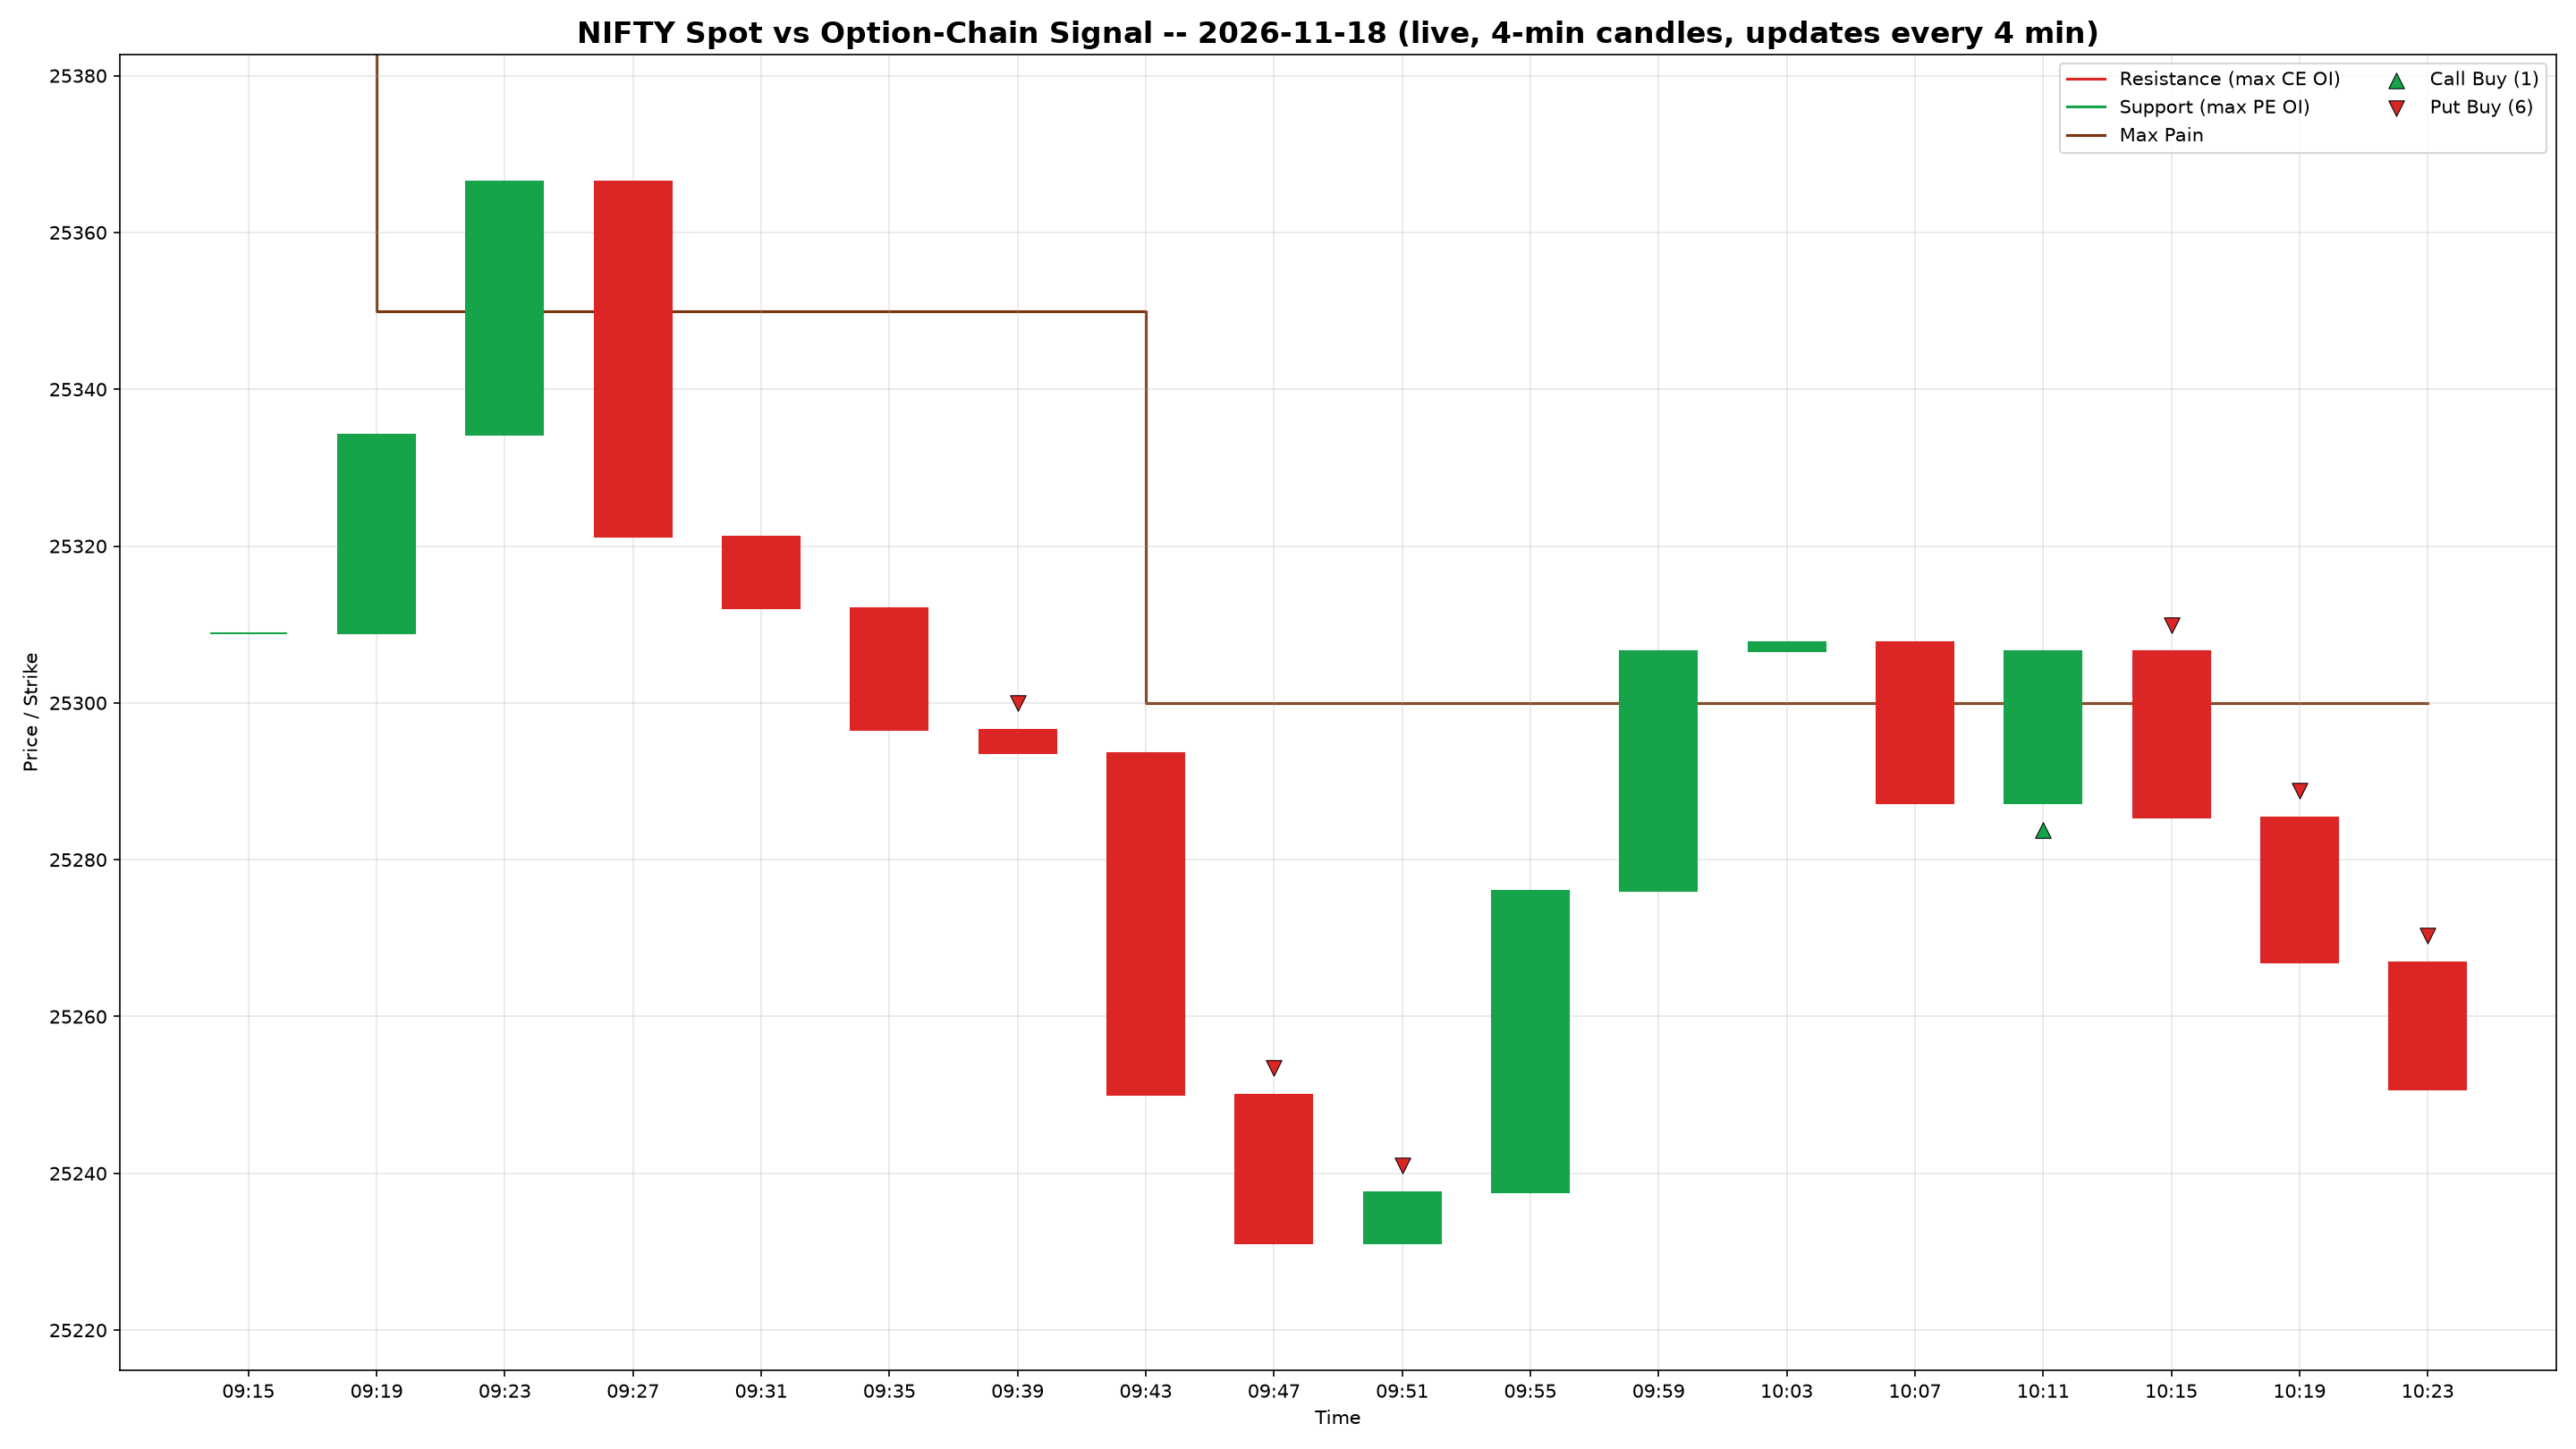 NIFTY Spot vs Option-Chain Signal -- 2026-11-18 (live, 4-min candles, updates every 4 min)
Resistance (max CE OI)
Support (max PE OI)
Max Pain
Call Buy (1)
Put Buy (6)
Price / Strike
25380
25360
25340
25320
25300
25280
25260
25240
25220
09:15 09:19 09:23 09:27 09:31 09:35 09:39 09:43 09:47 09:51 09:55 09:59 10:03 10:07 10:11 10:15 10:19 10:23
Time